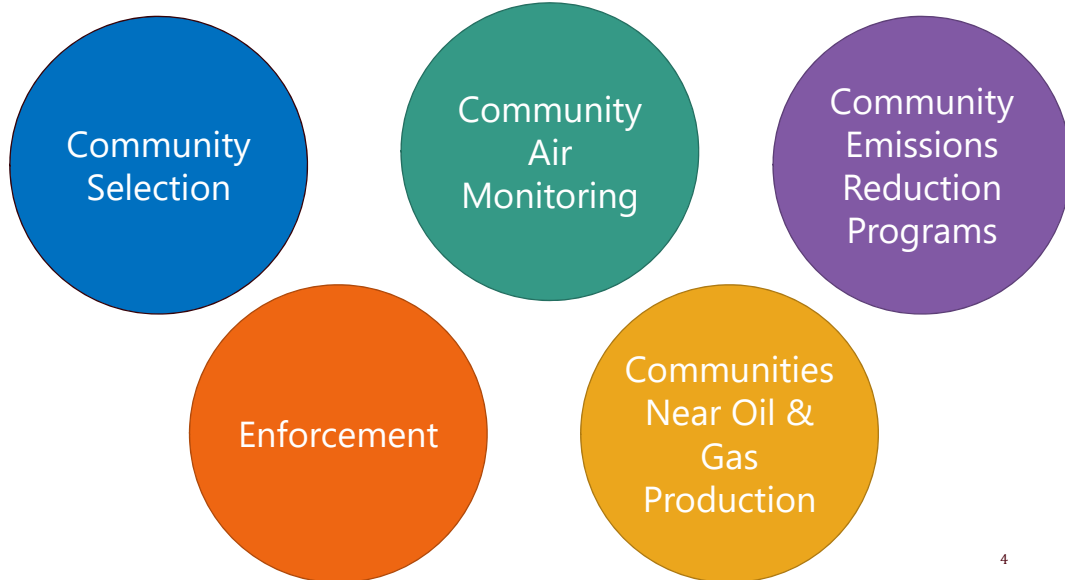 Community
Selection
Community
Air
Monitoring
Community
Emissions
Reduction
Programs
Enforcement
Communities
Near Oil &
Gas
Production
4